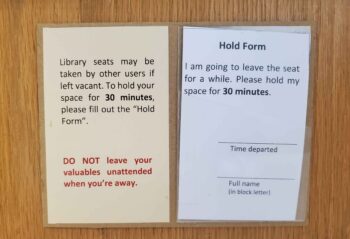 Library seats may be
taken by other users if
left vacant. To hold your
space for 30 minutes,
please fill out the “Hold
Form”.
DO NOT leave your
valuables unattended
when you’re away.
Hold Form
I am going to leave the seat
for a while. Please hold my
space for 30 minutes.
Time departed
Full name
(in block letter)